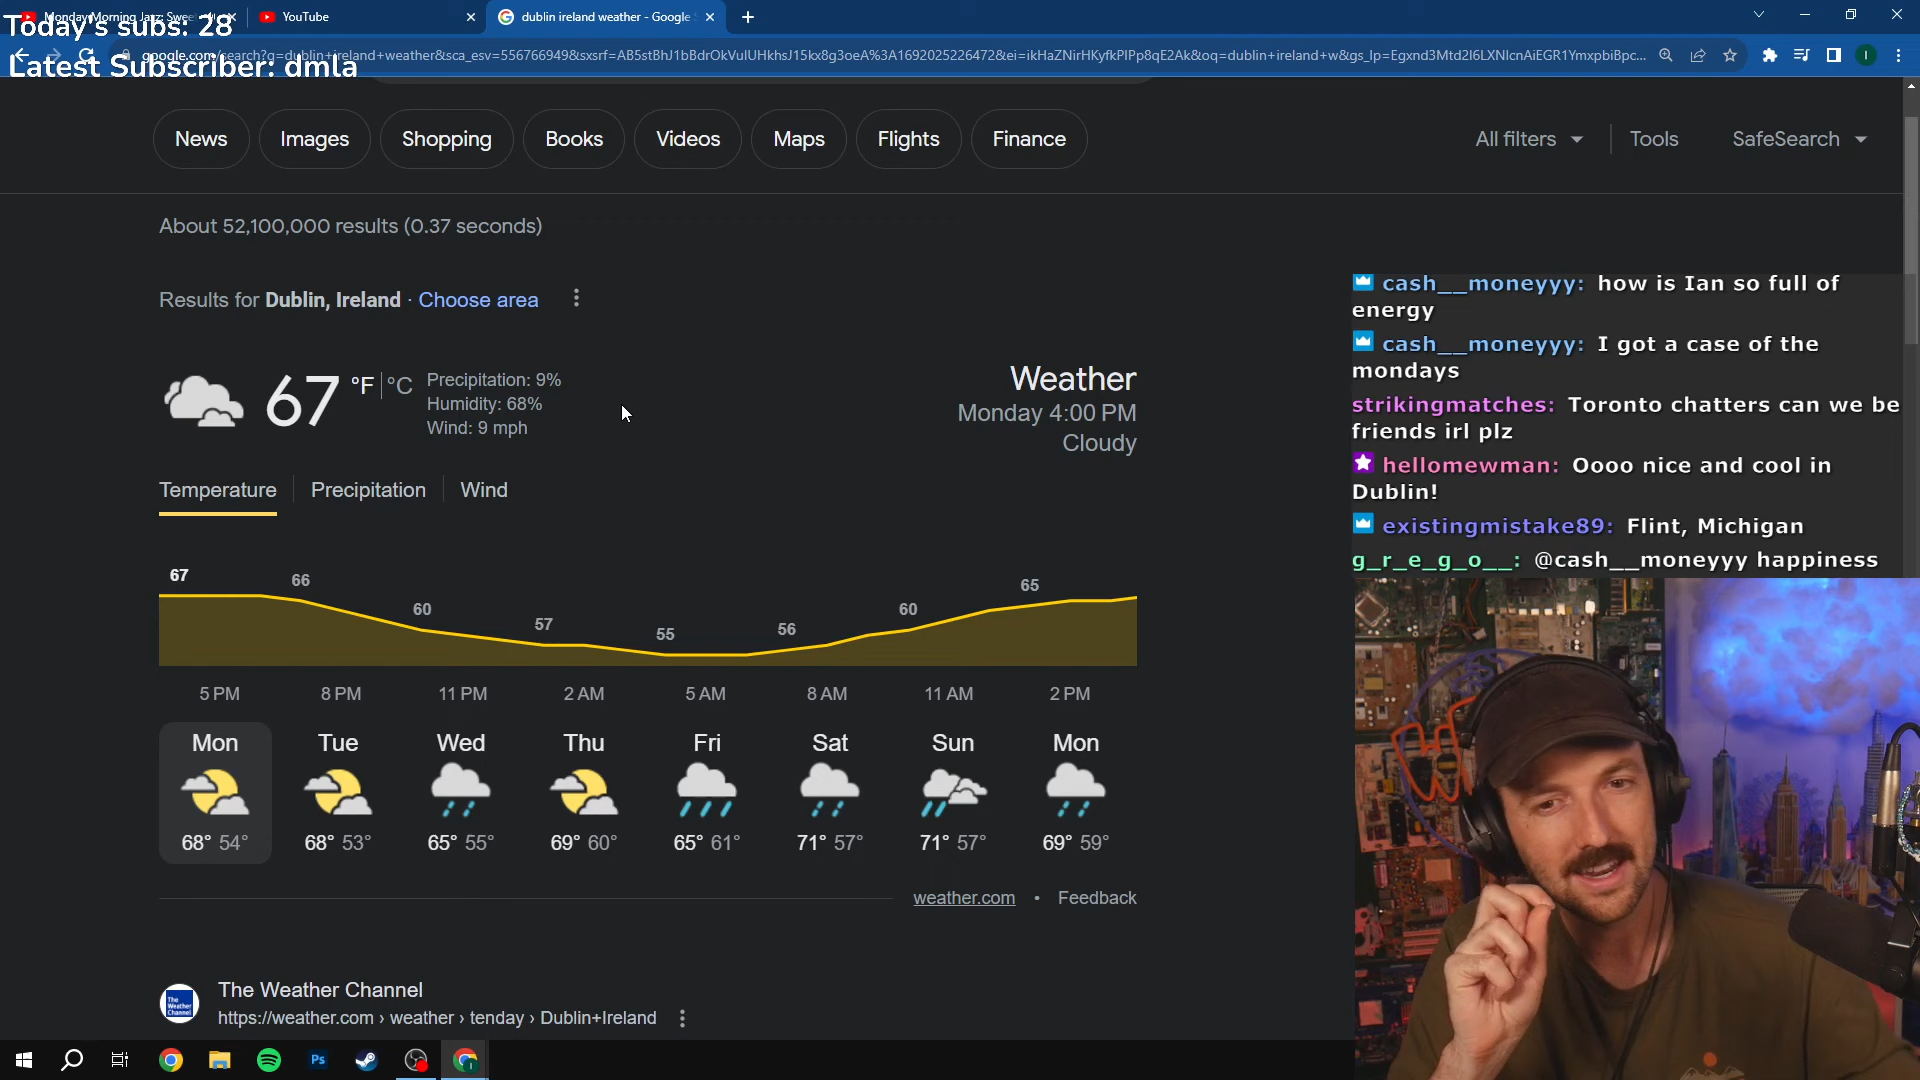 Today's subs: 28
Latest Subscriber: dmla
YouTube
dublin ireland weather - Google
News
Images
Shopping
Books
Videos
Maps
Flights
Finance
All filters
Tools
SafeSearch
About 52,100,000 results (0.37 seconds)
Results for Dublin, Ireland · Choose area
67 °F | °C
Precipitation: 9%
Humidity: 68%
Wind: 9 mph
Weather
Monday 4:00 PM
Cloudy
Temperature
Precipitation
Wind
67 66 60 57 55 56 60 65
5 PM 8 PM 11 PM 2 AM 5 AM 8 AM 11 AM 2 PM
Mon Tue Wed Thu Fri Sat Sun Mon
68° 54° 68° 53° 65° 55° 69° 60° 65° 61° 71° 57° 71° 57° 69° 59°
weather.com • Feedback
The Weather Channel
https://weather.com › weather › tenday › Dublin+Ireland
cash__moneyyy: how is Ian so full of
energy
cash__moneyyy: I got a case of the
mondays
strikingmatches: Toronto chatters can we be
friends irl plz
hellomewman: Oooo nice and cool in
Dublin!
existingmistake89: Flint, Michigan
g_r_e_g_o__: @cash__moneyyy happiness
The Weather Channel
Ps